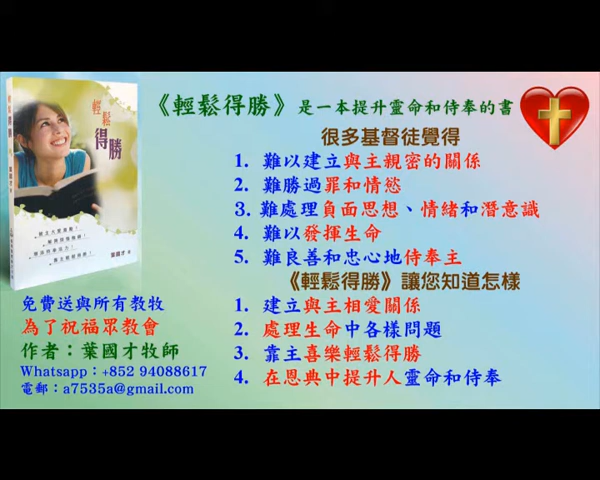 輕鬆
得勝
葉國才 著
《輕鬆得勝》是一本提升靈命和侍奉的書
很多基督徒覺得
1. 難以建立與主親密的關係
2. 難勝過罪和情慾
3. 難處理負面思想、情緒和潛意識
4. 難以發揮生命
5. 難良善和忠心地侍奉主
《輕鬆得勝》讓您知道怎樣
1. 建立與主相愛關係
2. 處理生命中各樣問題
3. 靠主喜樂輕鬆得勝
4. 在恩典中提升人靈命和侍奉
免費送與所有教牧
為了祝福眾教會
作者：葉國才牧師
Whatsapp：+852 94088617
電郵：a7535a@gmail.com